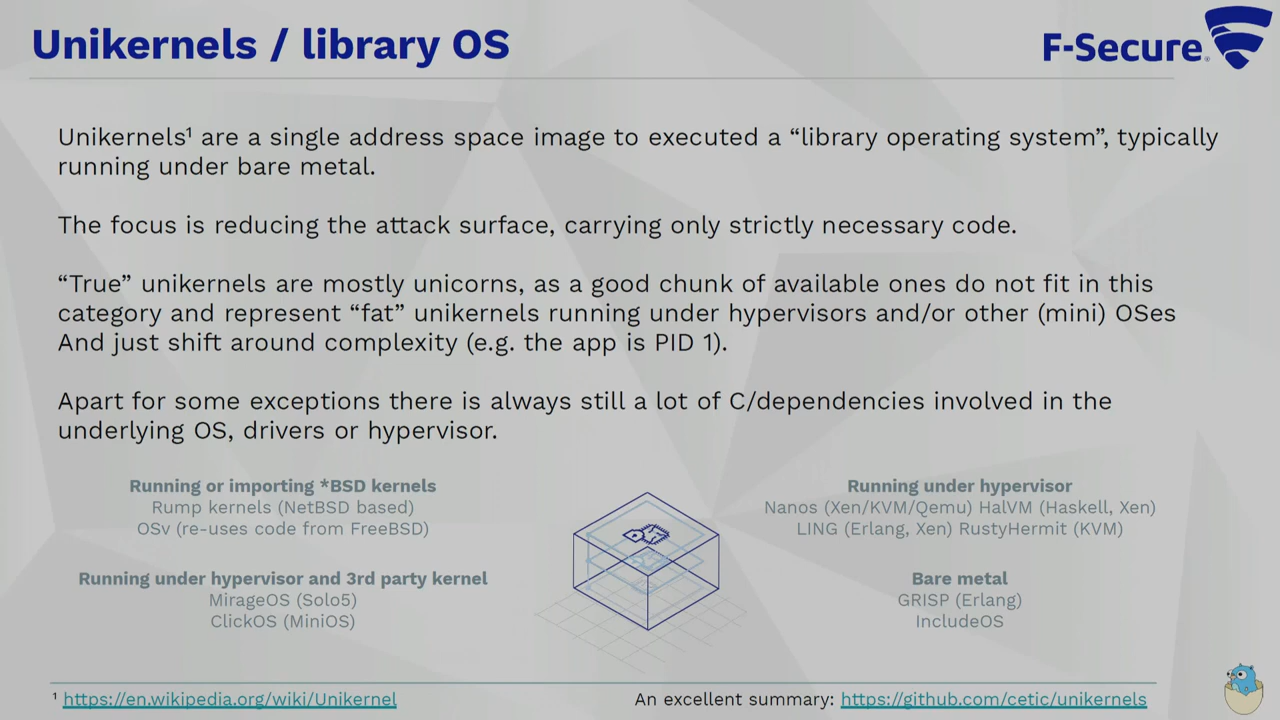 Unikernels / library OS
F-Secure®
Unikernels¹ are a single address space image to executed a “library operating system”, typically
running under bare metal.
The focus is reducing the attack surface, carrying only strictly necessary code.
“True” unikernels are mostly unicorns, as a good chunk of available ones do not fit in this
category and represent “fat” unikernels running under hypervisors and/or other (mini) OSes
And just shift around complexity (e.g. the app is PID 1).
Apart for some exceptions there is always still a lot of C/dependencies involved in the
underlying OS, drivers or hypervisor.
Running or importing *BSD kernels
Rump kernels (NetBSD based)
OSv (re-uses code from FreeBSD)
Running under hypervisor and 3rd party kernel
MirageOS (Solo5)
ClickOS (MiniOS)
Running under hypervisor
Nanos (Xen/KVM/Qemu) HalVM (Haskell, Xen)
LING (Erlang, Xen) RustyHermit (KVM)
Bare metal
GRISP (Erlang)
IncludeOS
¹ https://en.wikipedia.org/wiki/Unikernel
An excellent summary: https://github.com/cetic/unikernels